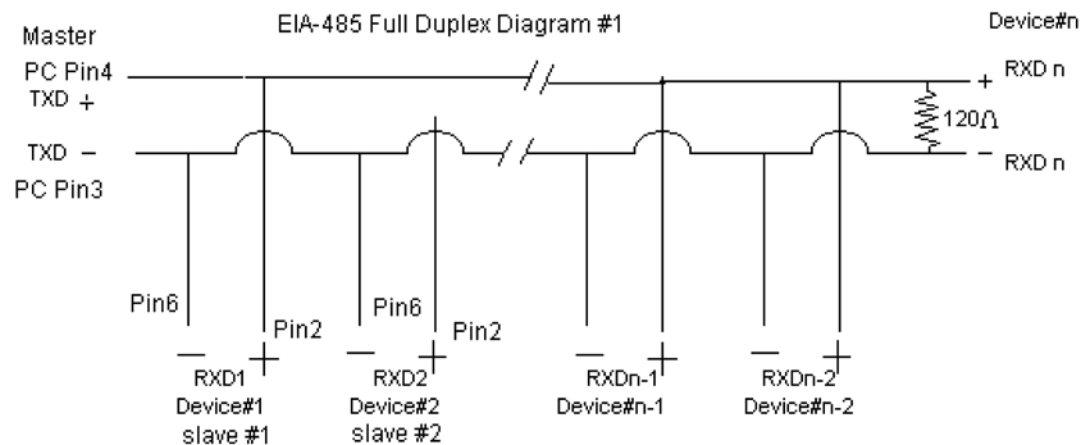 EIA-485 Full Duplex Diagram #1
Device#n
Master
PC Pin4
TXD +
+ RXD n
120Ω
TXD −
− RXD n
PC Pin3
Pin6
Pin2
Pin6
Pin2
− +
− +
− +
− +
RXD1
RXD2
RXDn-1
RXDn-2
Device#1
Device#2
Device#n-1
Device#n-2
slave #1
slave #2